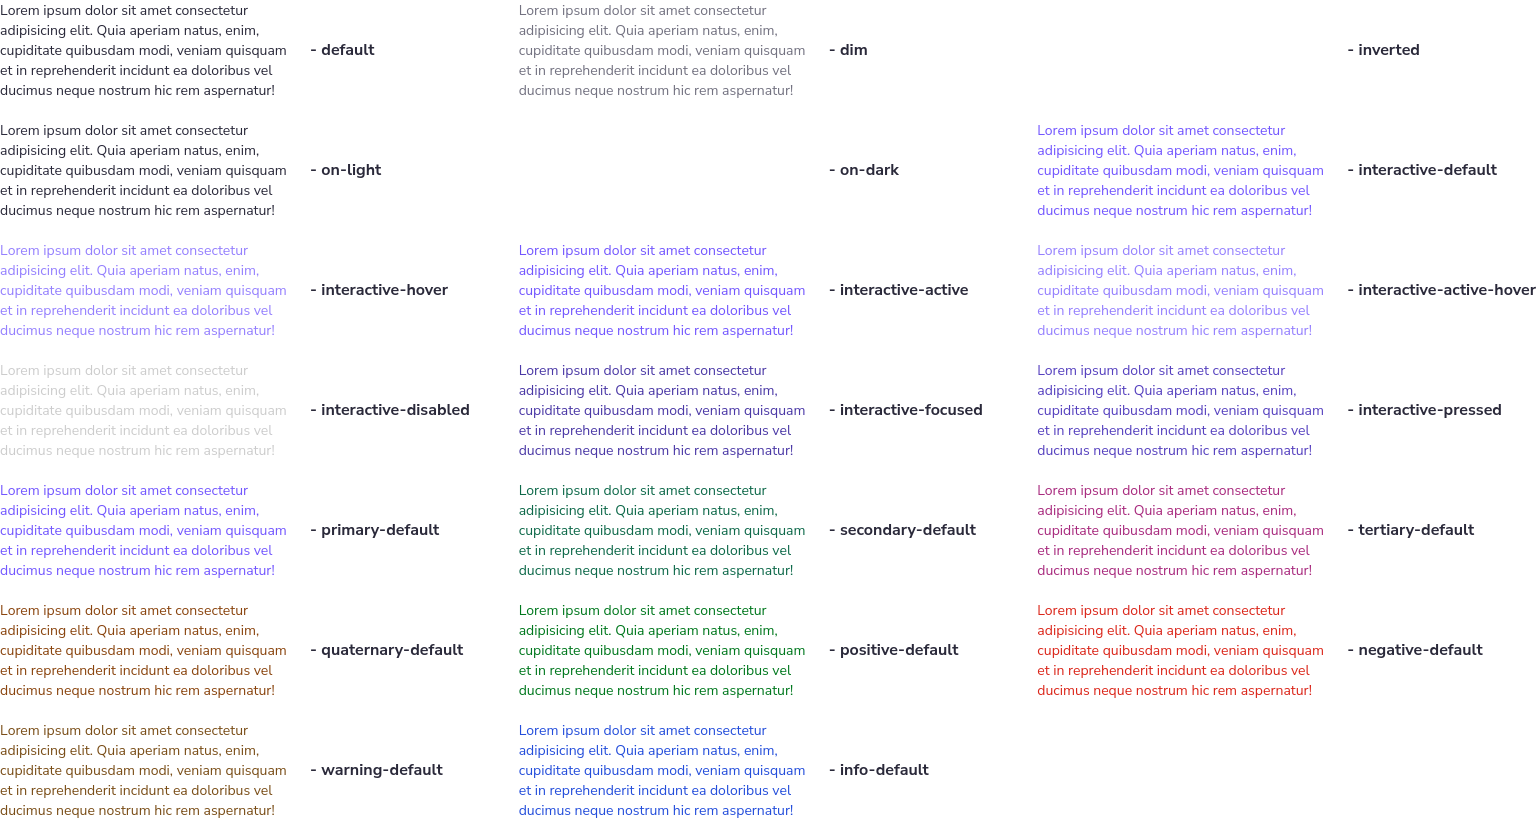 Lorem ipsum dolor sit amet consectetur
adipisicing elit. Quia aperiam natus, enim,
cupiditate quibusdam modi, veniam quisquam
et in reprehenderit incidunt ea doloribus vel
ducimus neque nostrum hic rem aspernatur!
- default
Lorem ipsum dolor sit amet consectetur
adipisicing elit. Quia aperiam natus, enim,
cupiditate quibusdam modi, veniam quisquam
et in reprehenderit incidunt ea doloribus vel
ducimus neque nostrum hic rem aspernatur!
- dim
- inverted
Lorem ipsum dolor sit amet consectetur
adipisicing elit. Quia aperiam natus, enim,
cupiditate quibusdam modi, veniam quisquam
et in reprehenderit incidunt ea doloribus vel
ducimus neque nostrum hic rem aspernatur!
- on-light
- on-dark
Lorem ipsum dolor sit amet consectetur
adipisicing elit. Quia aperiam natus, enim,
cupiditate quibusdam modi, veniam quisquam
et in reprehenderit incidunt ea doloribus vel
ducimus neque nostrum hic rem aspernatur!
- interactive-default
Lorem ipsum dolor sit amet consectetur
adipisicing elit. Quia aperiam natus, enim,
cupiditate quibusdam modi, veniam quisquam
et in reprehenderit incidunt ea doloribus vel
ducimus neque nostrum hic rem aspernatur!
- interactive-hover
Lorem ipsum dolor sit amet consectetur
adipisicing elit. Quia aperiam natus, enim,
cupiditate quibusdam modi, veniam quisquam
et in reprehenderit incidunt ea doloribus vel
ducimus neque nostrum hic rem aspernatur!
- interactive-active
Lorem ipsum dolor sit amet consectetur
adipisicing elit. Quia aperiam natus, enim,
cupiditate quibusdam modi, veniam quisquam
et in reprehenderit incidunt ea doloribus vel
ducimus neque nostrum hic rem aspernatur!
- interactive-active-hover
Lorem ipsum dolor sit amet consectetur
adipisicing elit. Quia aperiam natus, enim,
cupiditate quibusdam modi, veniam quisquam
et in reprehenderit incidunt ea doloribus vel
ducimus neque nostrum hic rem aspernatur!
- interactive-disabled
Lorem ipsum dolor sit amet consectetur
adipisicing elit. Quia aperiam natus, enim,
cupiditate quibusdam modi, veniam quisquam
et in reprehenderit incidunt ea doloribus vel
ducimus neque nostrum hic rem aspernatur!
- interactive-focused
Lorem ipsum dolor sit amet consectetur
adipisicing elit. Quia aperiam natus, enim,
cupiditate quibusdam modi, veniam quisquam
et in reprehenderit incidunt ea doloribus vel
ducimus neque nostrum hic rem aspernatur!
- interactive-pressed
Lorem ipsum dolor sit amet consectetur
adipisicing elit. Quia aperiam natus, enim,
cupiditate quibusdam modi, veniam quisquam
et in reprehenderit incidunt ea doloribus vel
ducimus neque nostrum hic rem aspernatur!
- primary-default
Lorem ipsum dolor sit amet consectetur
adipisicing elit. Quia aperiam natus, enim,
cupiditate quibusdam modi, veniam quisquam
et in reprehenderit incidunt ea doloribus vel
ducimus neque nostrum hic rem aspernatur!
- secondary-default
Lorem ipsum dolor sit amet consectetur
adipisicing elit. Quia aperiam natus, enim,
cupiditate quibusdam modi, veniam quisquam
et in reprehenderit incidunt ea doloribus vel
ducimus neque nostrum hic rem aspernatur!
- tertiary-default
Lorem ipsum dolor sit amet consectetur
adipisicing elit. Quia aperiam natus, enim,
cupiditate quibusdam modi, veniam quisquam
et in reprehenderit incidunt ea doloribus vel
ducimus neque nostrum hic rem aspernatur!
- quaternary-default
Lorem ipsum dolor sit amet consectetur
adipisicing elit. Quia aperiam natus, enim,
cupiditate quibusdam modi, veniam quisquam
et in reprehenderit incidunt ea doloribus vel
ducimus neque nostrum hic rem aspernatur!
- positive-default
Lorem ipsum dolor sit amet consectetur
adipisicing elit. Quia aperiam natus, enim,
cupiditate quibusdam modi, veniam quisquam
et in reprehenderit incidunt ea doloribus vel
ducimus neque nostrum hic rem aspernatur!
- negative-default
Lorem ipsum dolor sit amet consectetur
adipisicing elit. Quia aperiam natus, enim,
cupiditate quibusdam modi, veniam quisquam
et in reprehenderit incidunt ea doloribus vel
ducimus neque nostrum hic rem aspernatur!
- warning-default
Lorem ipsum dolor sit amet consectetur
adipisicing elit. Quia aperiam natus, enim,
cupiditate quibusdam modi, veniam quisquam
et in reprehenderit incidunt ea doloribus vel
ducimus neque nostrum hic rem aspernatur!
- info-default